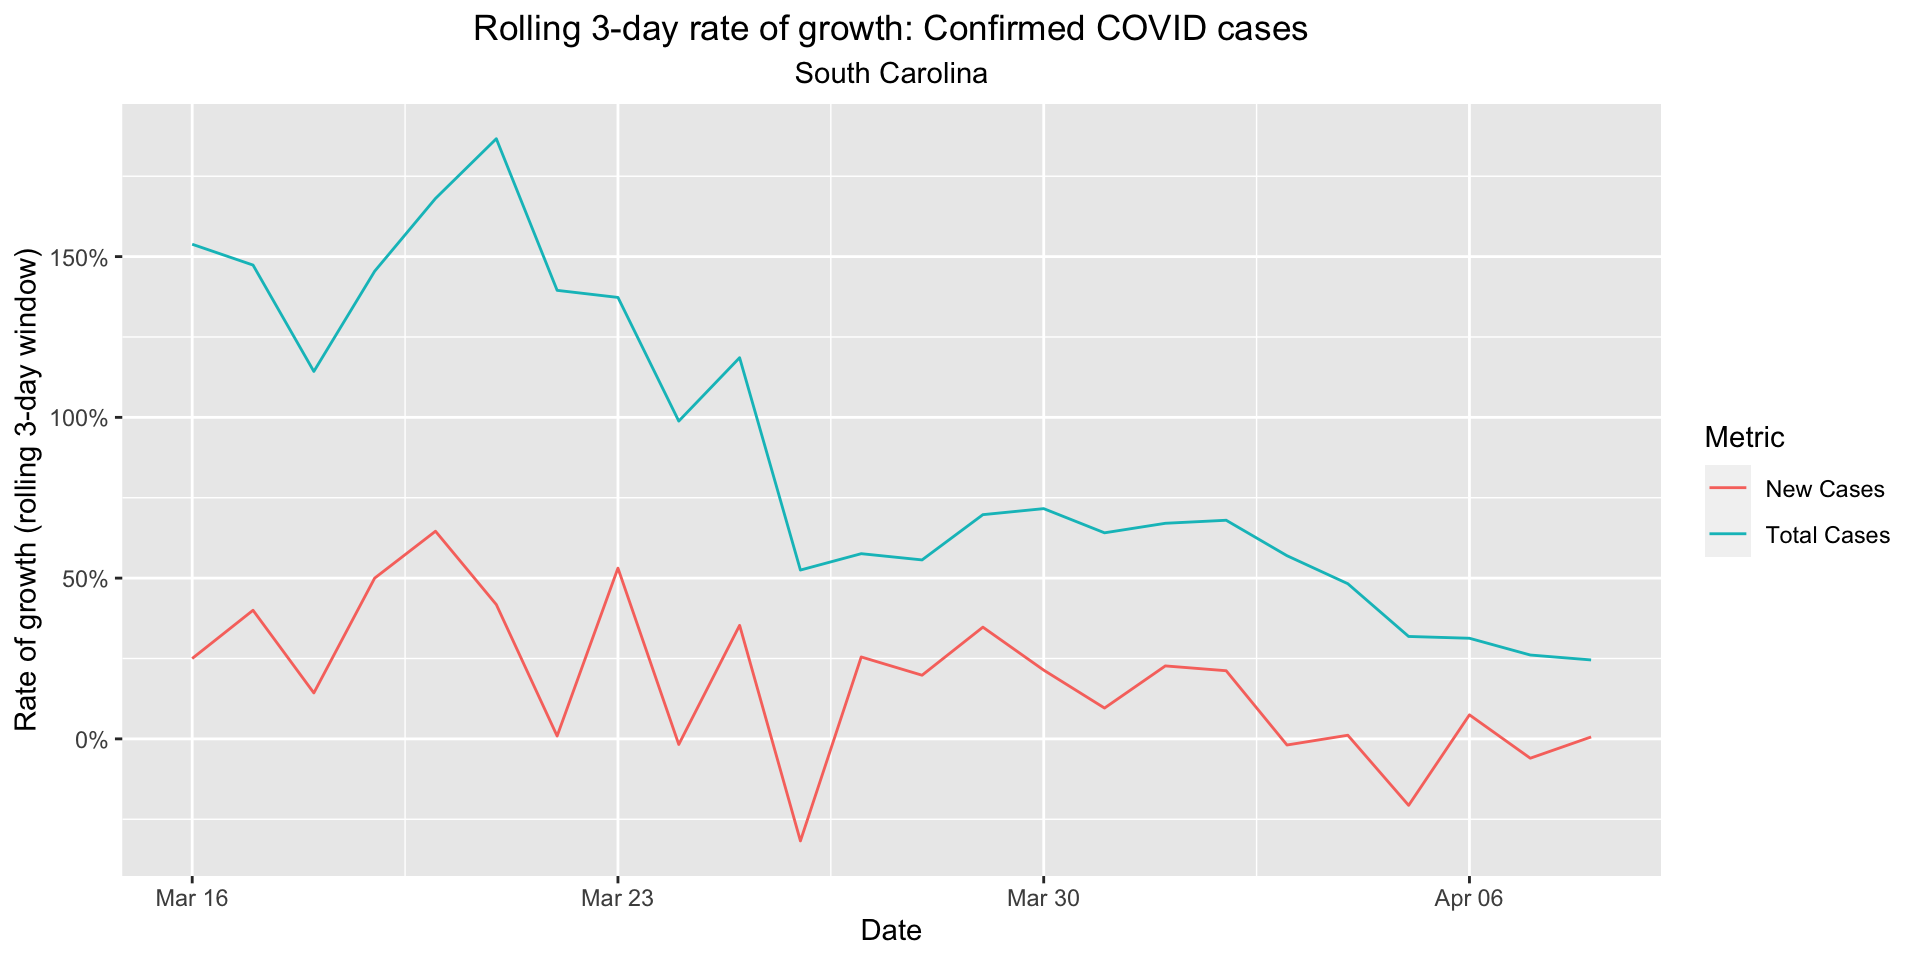 Rolling 3-day rate of growth: Confirmed COVID cases
South Carolina
Rate of growth (rolling 3-day window)
150%
100%
50%
0%
Mar 16
Mar 23
Mar 30
Apr 06
Date
Metric
New Cases
Total Cases